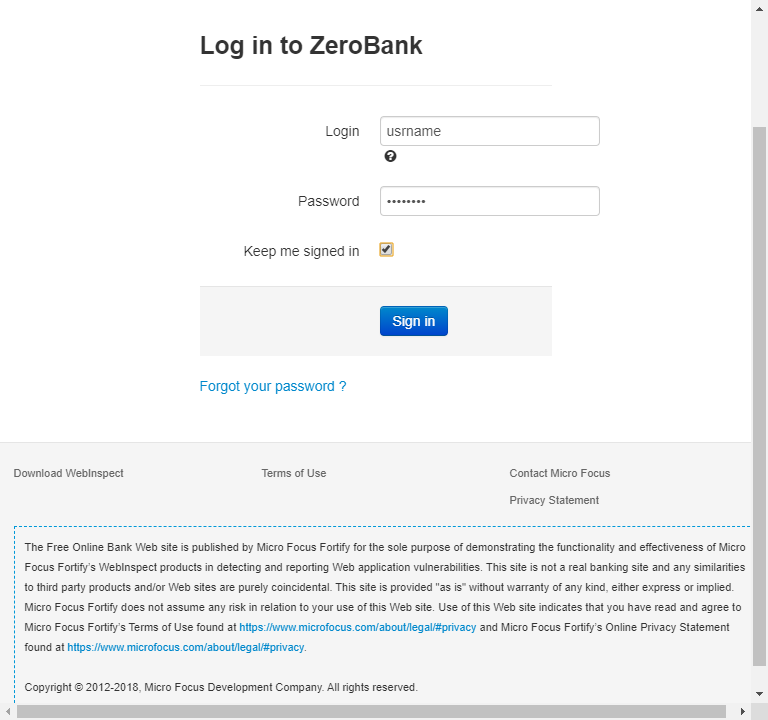 Log in to ZeroBank
Login
usrname
Password
••••••••
Keep me signed in
Sign in
Forgot your password ?
Download WebInspect
Terms of Use
Contact Micro Focus
Privacy Statement
The Free Online Bank Web site is published by Micro Focus Fortify for the sole purpose of demonstrating the functionality and effectiveness of Micro
Focus Fortify's WebInspect products in detecting and reporting Web application vulnerabilities. This site is not a real banking site and any similarities
to third party products and/or Web sites are purely coincidental. This site is provided "as is" without warranty of any kind, either express or implied.
Micro Focus Fortify does not assume any risk in relation to your use of this Web site. Use of this Web site indicates that you have read and agree to
Micro Focus Fortify's Terms of Use found at https://www.microfocus.com/about/legal/#privacy and Micro Focus Fortify's Online Privacy Statement
found at https://www.microfocus.com/about/legal/#privacy.
Copyright © 2012-2018, Micro Focus Development Company. All rights reserved.